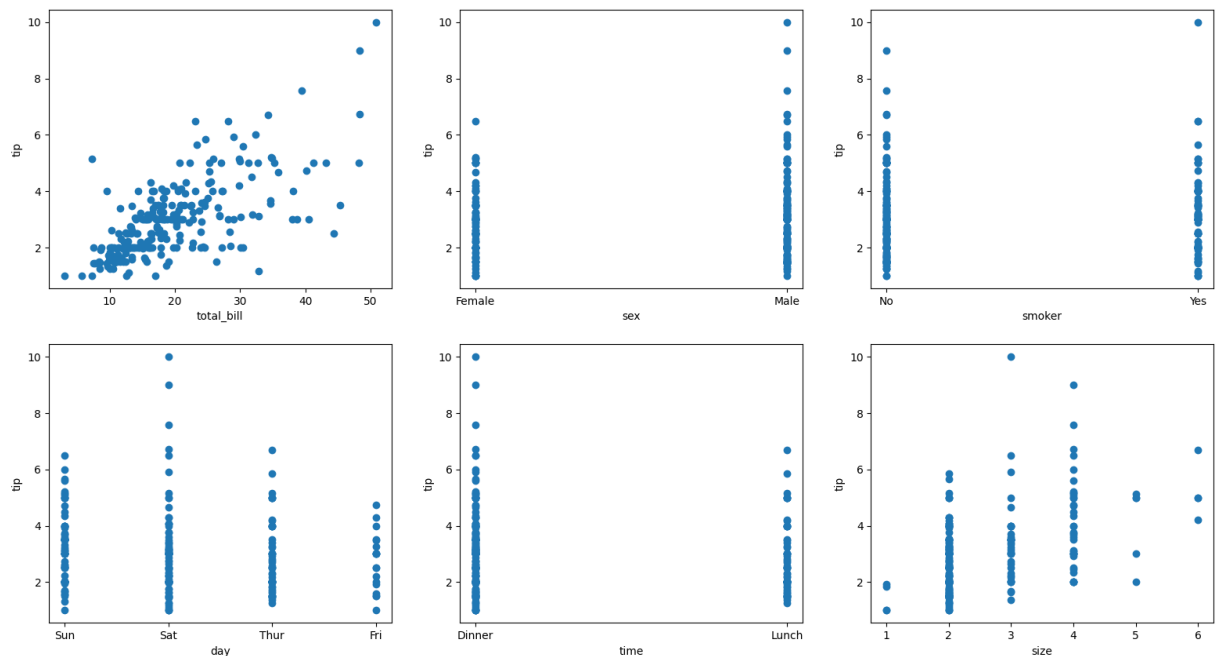 10
8
6
4
2
tip
10 20 30 40 50
total_bill
10
8
6
4
2
tip
Female Male
sex
10
8
6
4
2
tip
No Yes
smoker
10
8
6
4
2
tip
Sun Sat Thur Fri
day
10
8
6
4
2
tip
Dinner Lunch
time
10
8
6
4
2
tip
1 2 3 4 5 6
size